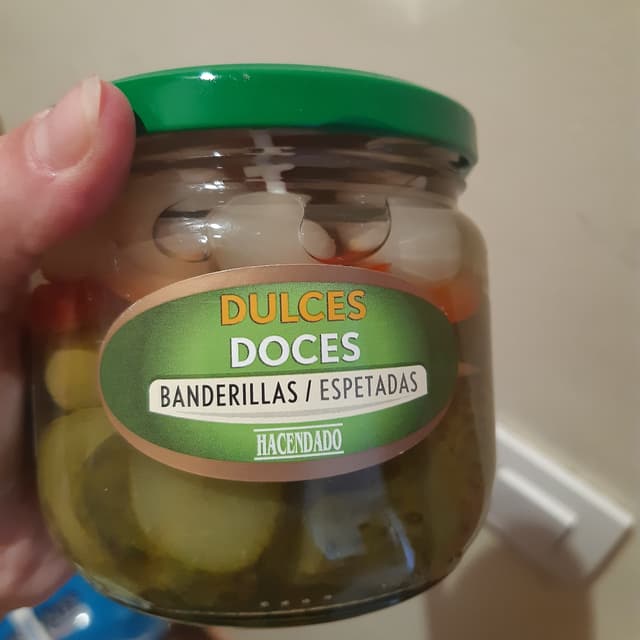 DULCES
DOCES
BANDERILLAS / ESPETADAS
HACENDADO